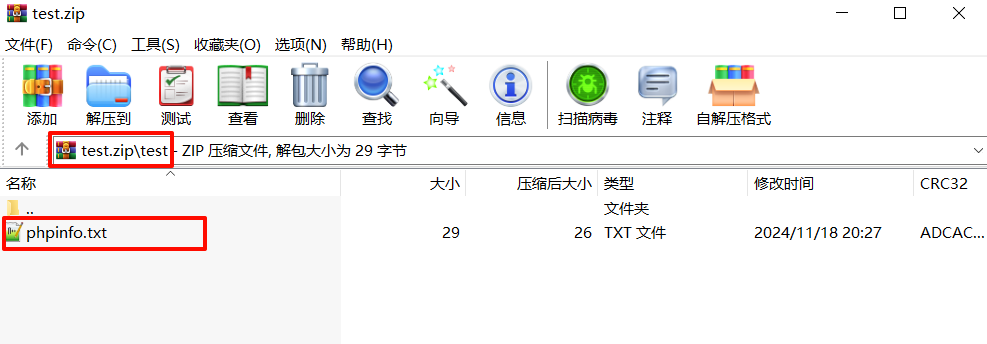 test.zip
文件(F) 命令(C) 工具(S) 收藏夹(O) 选项(N) 帮助(H)
添加 解压到 测试 查看 删除 查找 向导 信息 扫描病毒 注释 自解压格式
test.zip\test - ZIP 压缩文件, 解包大小为 29 字节
名称 大小 压缩后大小 类型 修改时间 CRC32
.. 文件夹
phpinfo.txt 29 26 TXT 文件 2024/11/18 20:27 ADCAC...